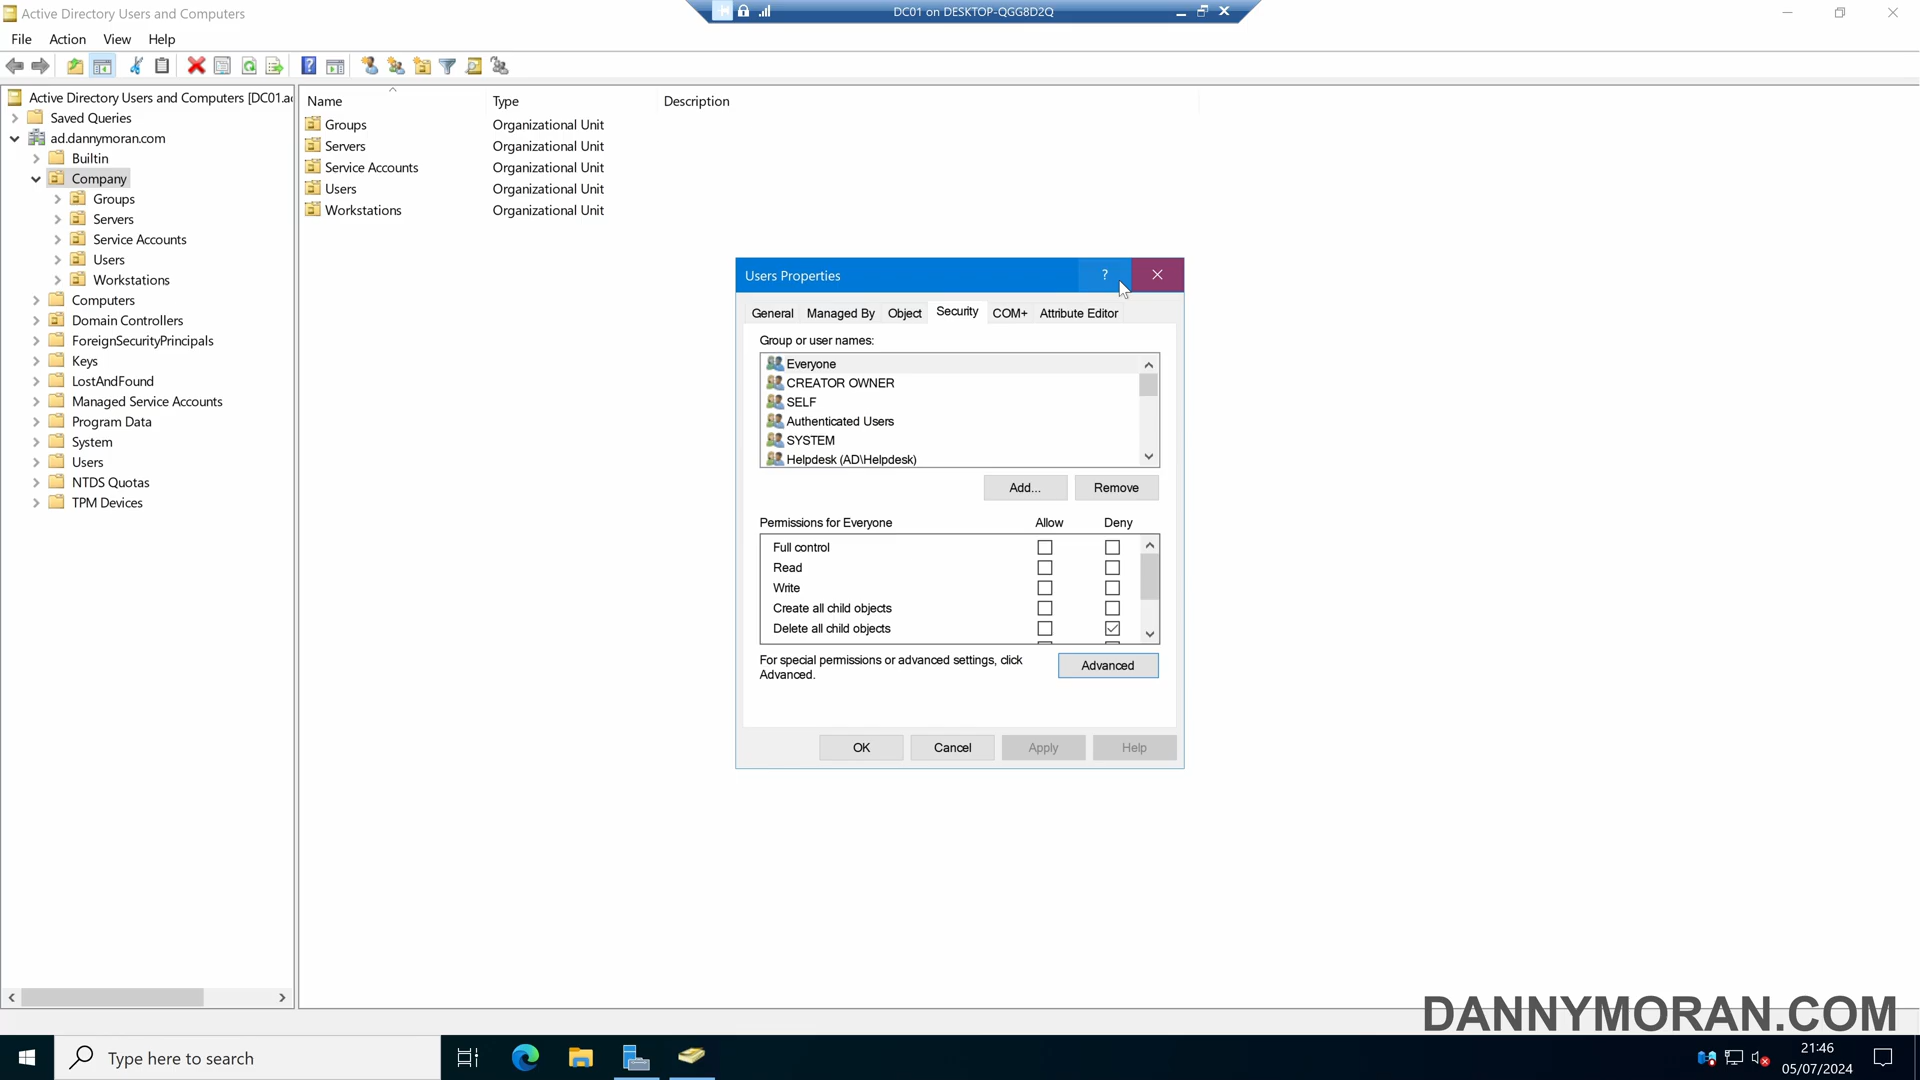 Active Directory Users and Computers
DC01 on DESKTOP-QGG8D2Q
File Action View Help
Active Directory Users and Computers [DC01.a
Saved Queries
ad.dannymoran.com
Builtin
Company
Groups
Servers
Service Accounts
Users
Workstations
Computers
Domain Controllers
ForeignSecurityPrincipals
Keys
LostAndFound
Managed Service Accounts
Program Data
System
Users
NTDS Quotas
TPM Devices
Name Type Description
Groups Organizational Unit
Servers Organizational Unit
Service Accounts Organizational Unit
Users Organizational Unit
Workstations Organizational Unit
Users Properties
?
General Managed By Object Security COM+ Attribute Editor
Group or user names:
Everyone
CREATOR OWNER
SELF
Authenticated Users
SYSTEM
Helpdesk (AD\Helpdesk)
Add... Remove
Permissions for Everyone Allow Deny
Full control
Read
Write
Create all child objects
Delete all child objects
For special permissions or advanced settings, click
Advanced.
Advanced
OK Cancel Apply Help
DANNYMORAN.COM
Type here to search
21:46
05/07/2024